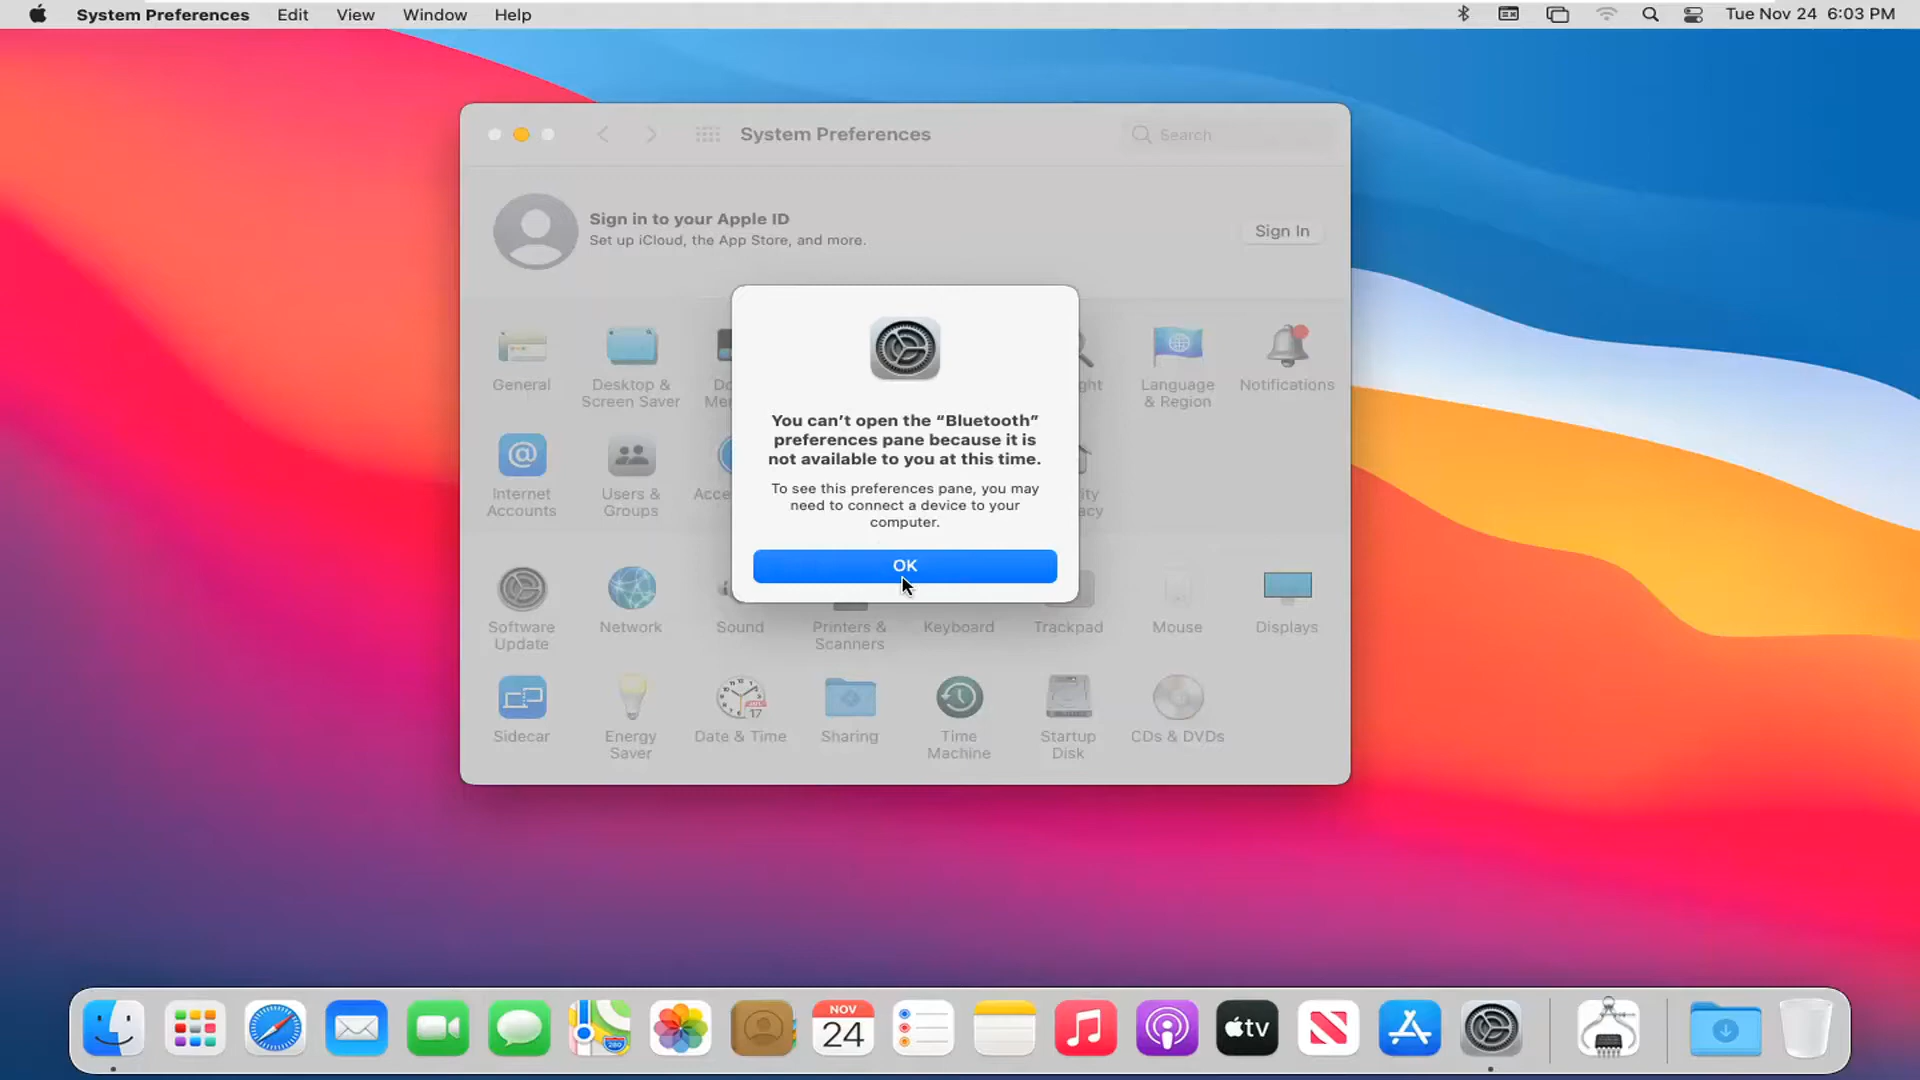 System Preferences Edit View Window Help Tue Nov 24 6:03 PM
System Preferences Search
Sign in to your Apple ID
Set up iCloud, the App Store, and more.
Sign In
You can’t open the “Bluetooth”
preferences pane because it is
not available to you at this time.
To see this preferences pane, you may
need to connect a device to your
computer.
OK
General
Desktop &
Screen Saver
Language
& Region
Notifications
Internet
Accounts
Users &
Groups
Software
Update
Network
Sound
Printers &
Scanners
Keyboard
Trackpad
Mouse
Displays
Sidecar
Energy
Saver
JUL
17
Date & Time
Sharing
Time
Machine
Startup
Disk
CDs & DVDs
280
NOV
24
tv